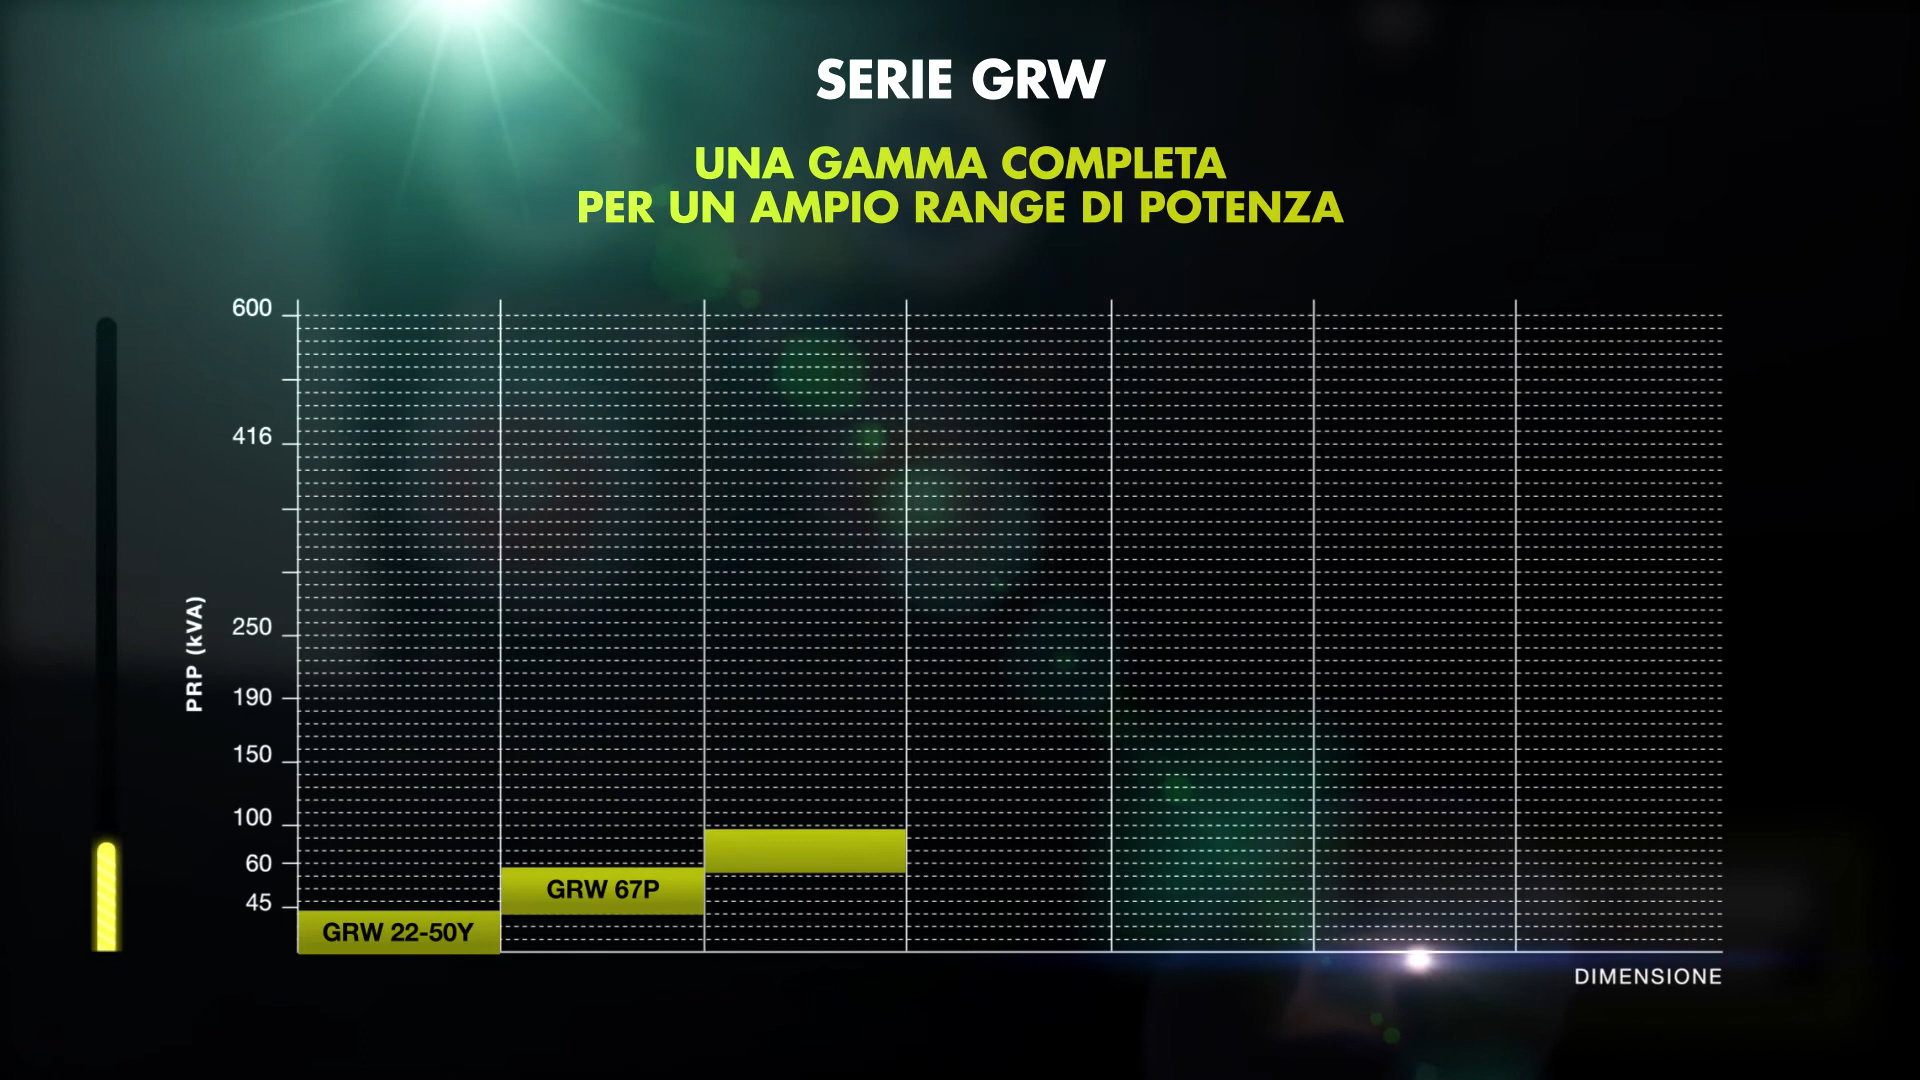 SERIE GRW
UNA GAMMA COMPLETA
PER UN AMPIO RANGE DI POTENZA
600
416
250
190
150
100
60
45
PRP (kVA)
GRW 67P
GRW 22-50Y
DIMENSIONE